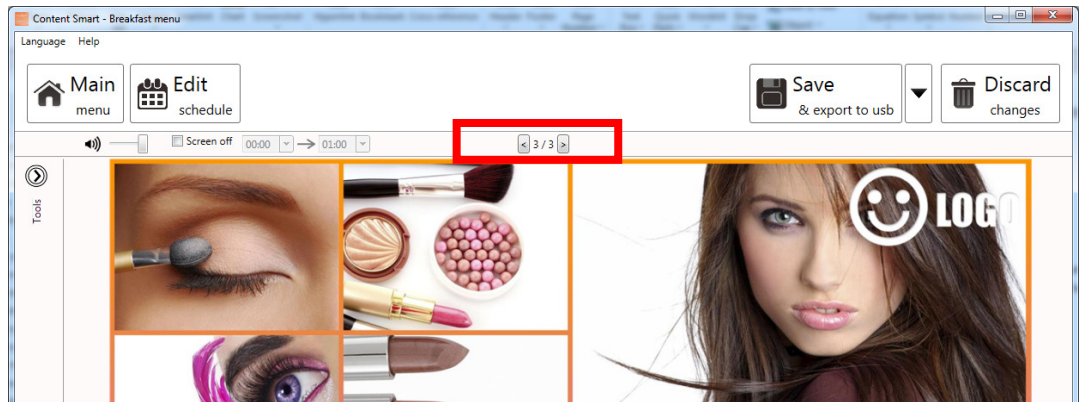 Content Smart - Breakfast menu
Language Help
Main
menu
Edit
schedule
Save
& export to usb
Discard
changes
Screen off 00:00 01:00
< 3 / 3 >
Tools
LOGO